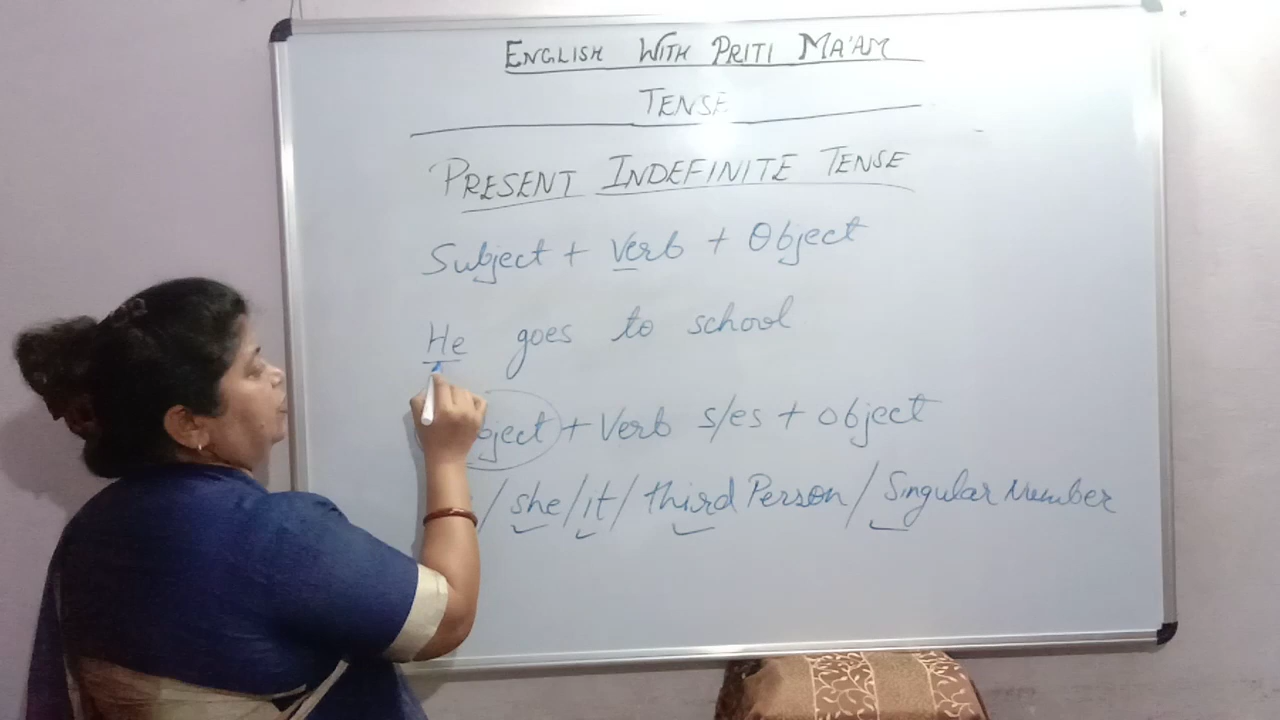 ENGLISH WITH PRITI MA'AM
TENSE
PRESENT INDEFINITE TENSE
Subject + Verb + Object
He goes to school
+ Verb s/es + object
/ she / it / third Person / Singular Number